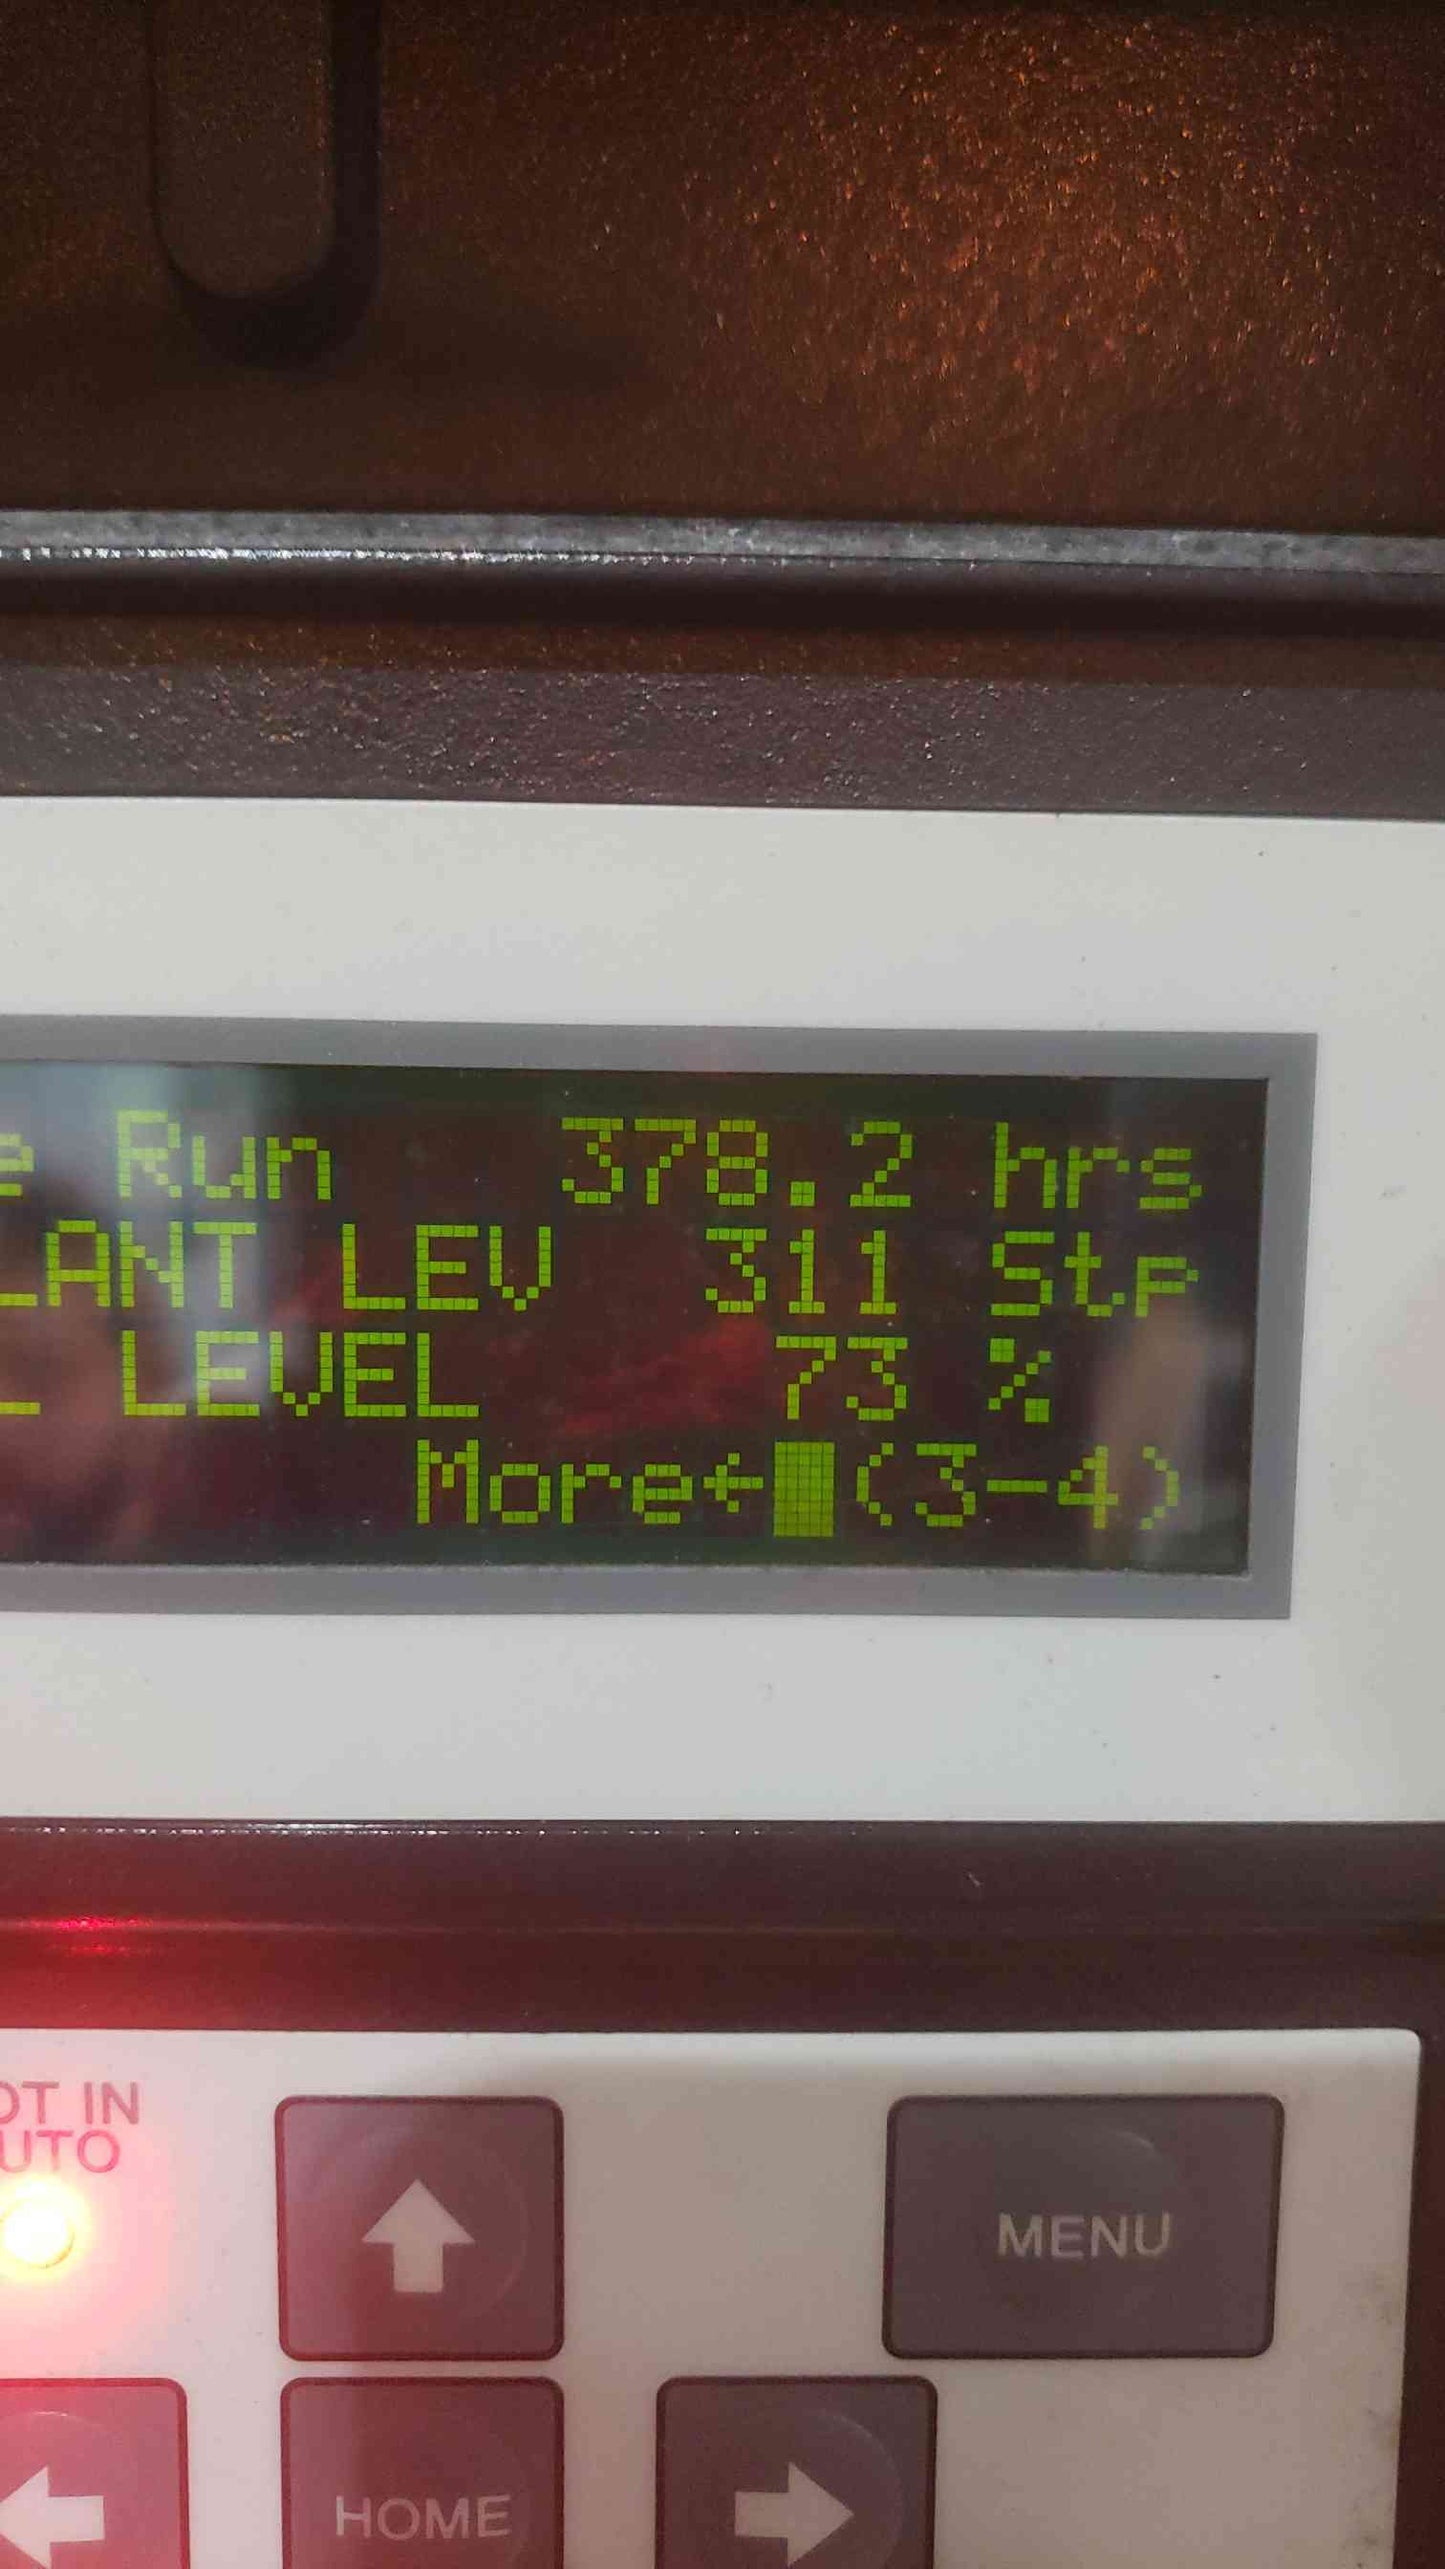 e Run 378.2 hrs
LANT LEV 311 Stp
L LEVEL 73 %
More← (3-4)
OT IN
UTO
MENU
HOME